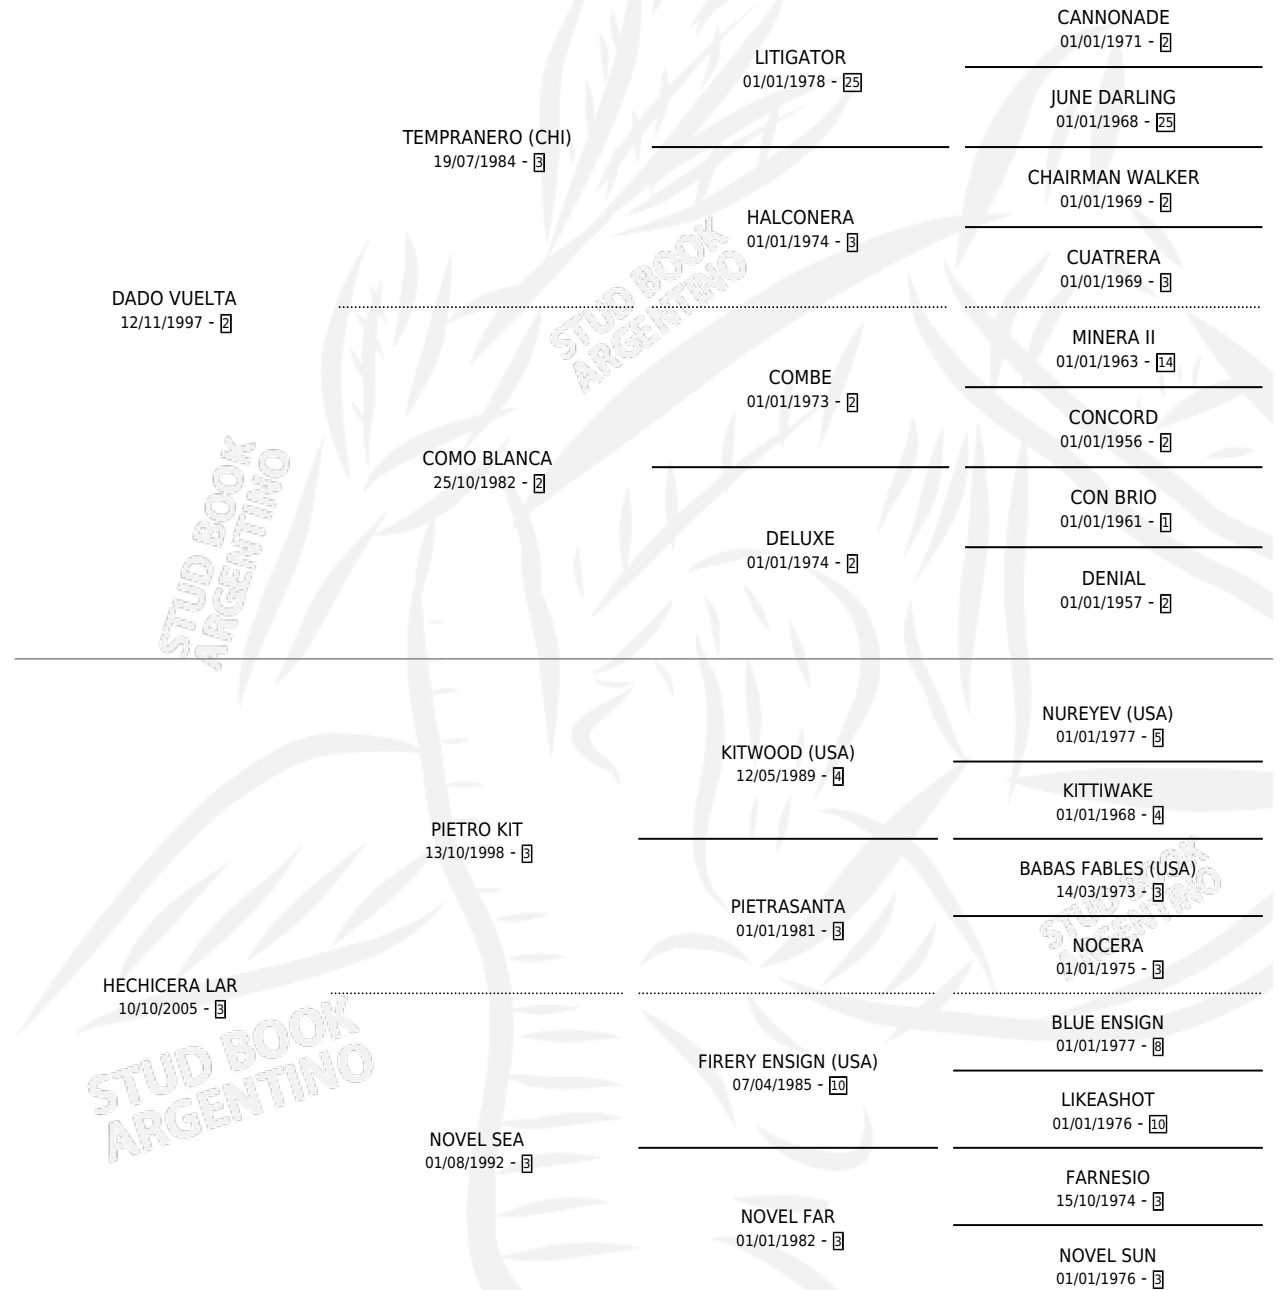 CANNONADE
01/01/1971 - 2
LITIGATOR
01/01/1978 - 25
JUNE DARLING
01/01/1968 - 25
TEMPRANERO (CHI)
19/07/1984 - 3
CHAIRMAN WALKER
01/01/1969 - 2
HALCONERA
01/01/1974 - 3
CUATRERA
01/01/1969 - 3
DADO VUELTA
12/11/1997 - 2
STUD BOOK
ARGENTINO
MINERA II
01/01/1963 - 14
COMBE
01/01/1973 - 2
CONCORD
01/01/1956 - 2
COMO BLANCA
25/10/1982 - 2
CON BRIO
01/01/1961 - 1
DELUXE
01/01/1974 - 2
DENIAL
01/01/1957 - 2
STUD BOOK
ARGENTINO
NUREYEV (USA)
01/01/1977 - 5
KITWOOD (USA)
12/05/1989 - 4
KITTIWAKE
01/01/1968 - 4
PIETRO KIT
13/10/1998 - 3
BABAS FABLES (USA)
14/03/1973 - 3
PIETRASANTA
01/01/1981 - 3
STUD BOOK
ARGENTINO
NOCERA
01/01/1975 - 3
HECHICERA LAR
10/10/2005 - 3
STUD BOOK
ARGENTINO
BLUE ENSIGN
01/01/1977 - 8
FIRERY ENSIGN (USA)
07/04/1985 - 10
LIKEASHOT
01/01/1976 - 10
NOVEL SEA
01/08/1992 - 3
FARNESIO
15/10/1974 - 3
NOVEL FAR
01/01/1982 - 3
NOVEL SUN
01/01/1976 - 3